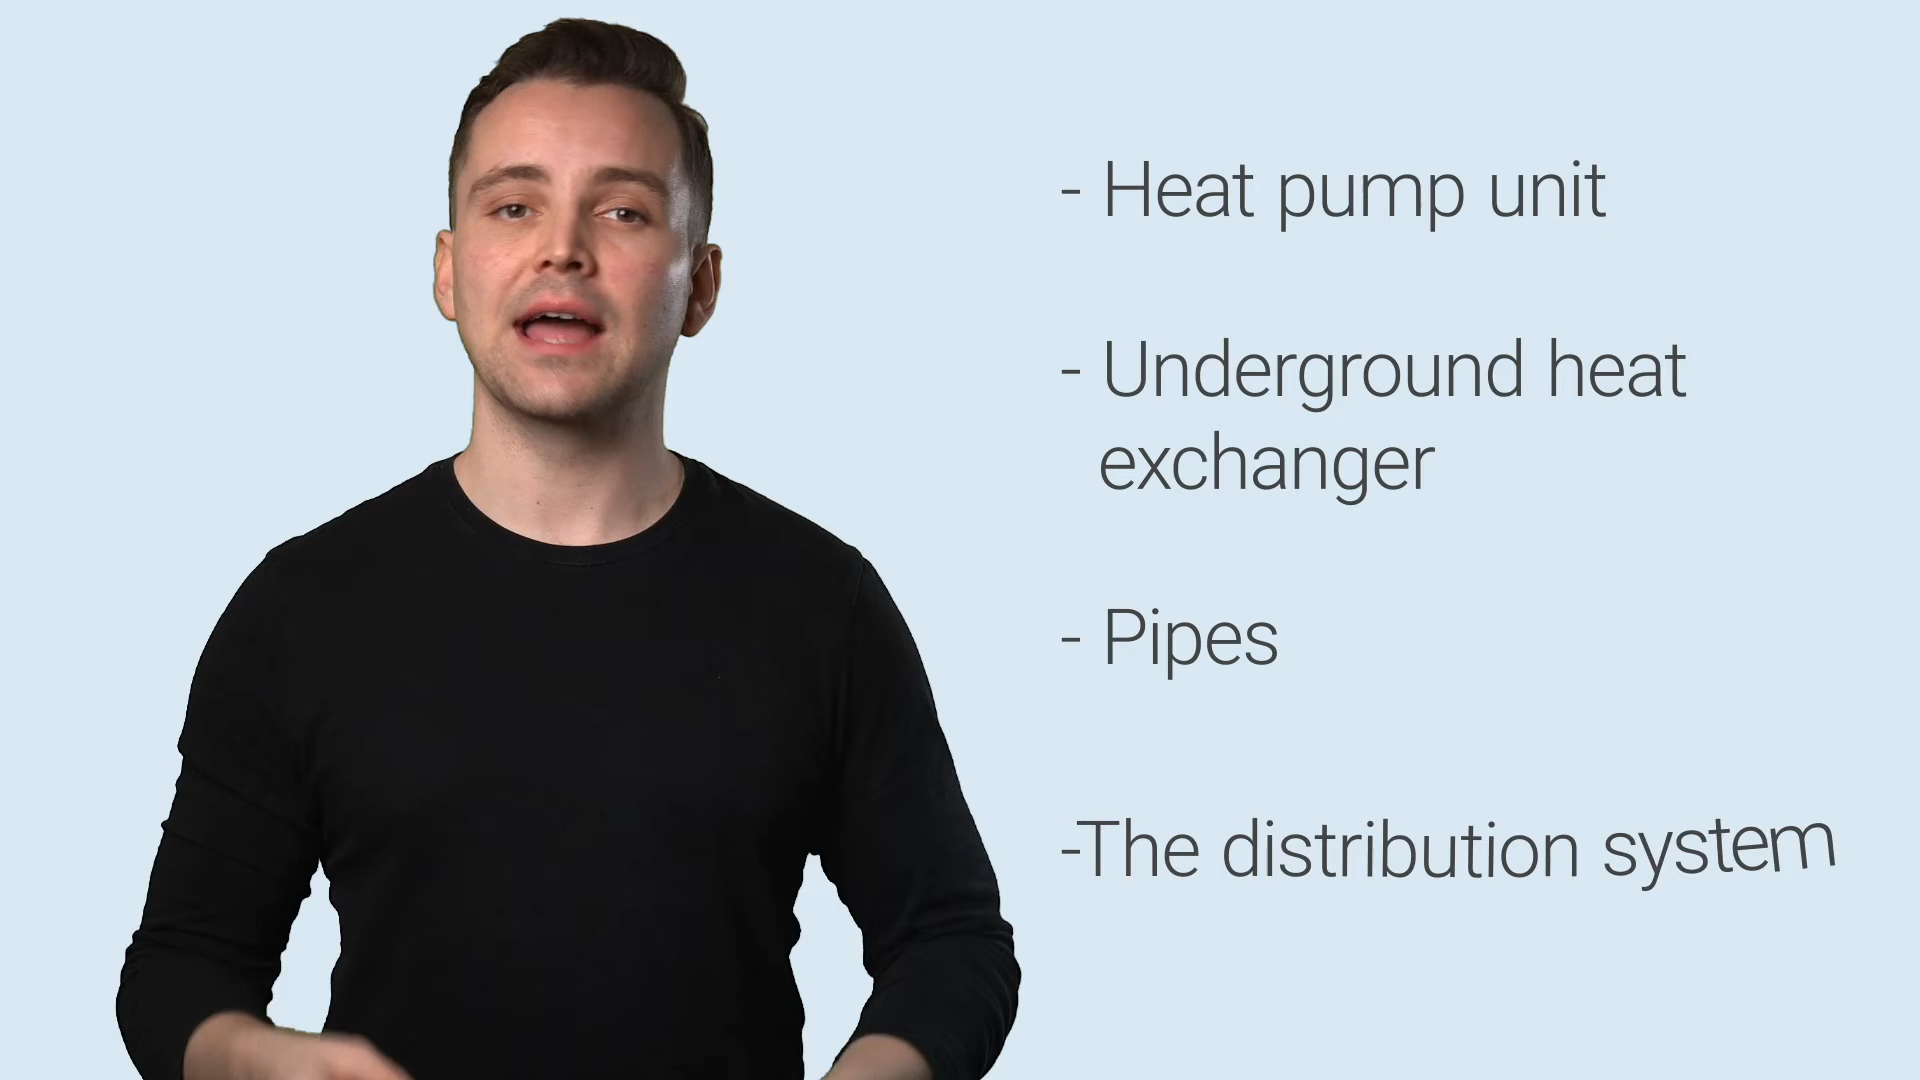 - Heat pump unit
- Underground heat
exchanger
- Pipes
-The distribution system